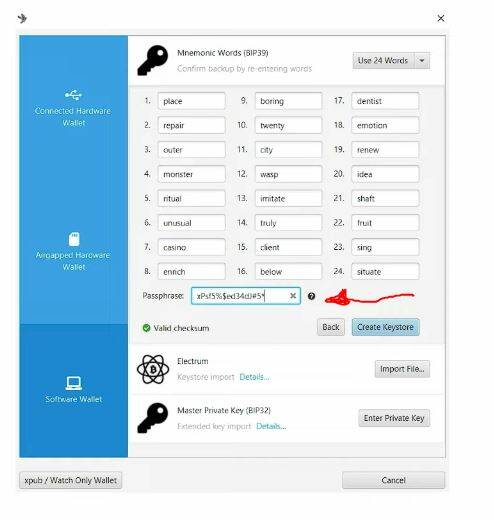 Mnemonic Words (BIP39)
Confirm backup by re-entering words
Use 24 Words
Connected Hardware
Wallet
1. place 9. boring 17. dentist
2. repair 10. twenty 18. emotion
3. outer 11. city 19. renew
4. monster 12. wasp 20. idea
5. ritual 13. imitate 21. shaft
6. unusual 14. truly 22. fruit
7. casino 15. client 23. sing
8. enrich 16. below 24. situate
Airgapped Hardware
Wallet
Passphrase:
Valid checksum
Back
Create Keystore
Electrum
Keystore import Details...
Import File...
Software Wallet
Master Private Key (BIP32)
Extended key import Details...
Enter Private Key
xpub / Watch Only Wallet
Cancel